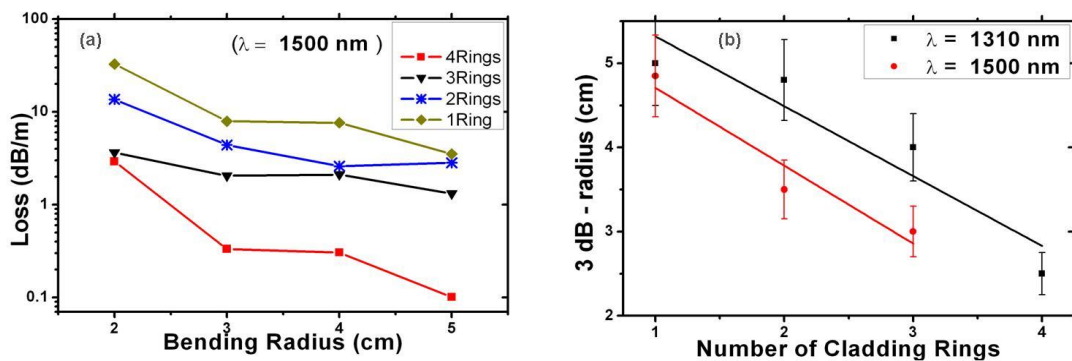 (a)
(λ = 1500 nm )
4Rings
3Rings
2Rings
1Ring
100
10
1
0.1
Loss (dB/m)
2 3 4 5
Bending Radius (cm)
(b)
λ = 1310 nm
λ = 1500 nm
5
4
3
2
3 dB - radius (cm)
1 2 3 4
Number of Cladding Rings